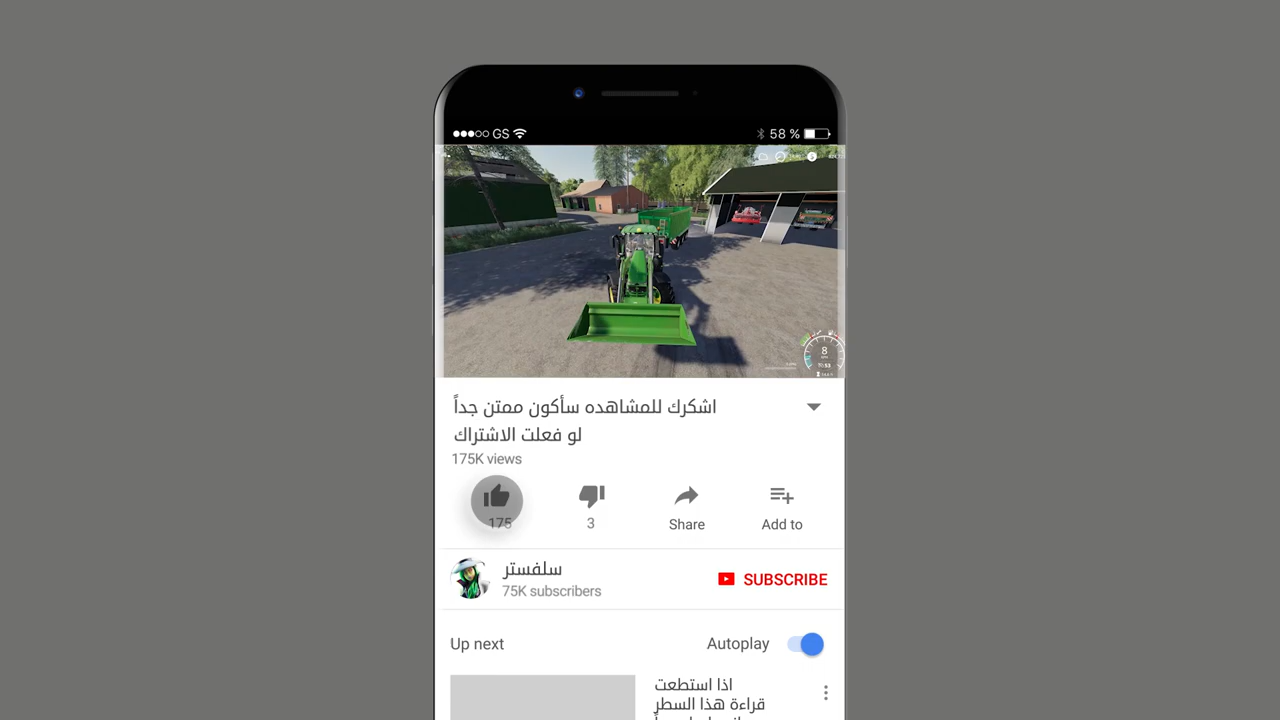 GS 58 %
8
اشكرك للمشاهده سأكون ممتن جداً
لو فعلت الاشتراك
175K views
175 3 Share Add to
سلفستر
75K subscribers
SUBSCRIBE
Up next Autoplay
اذا استطعت
قراءة هذا السطر